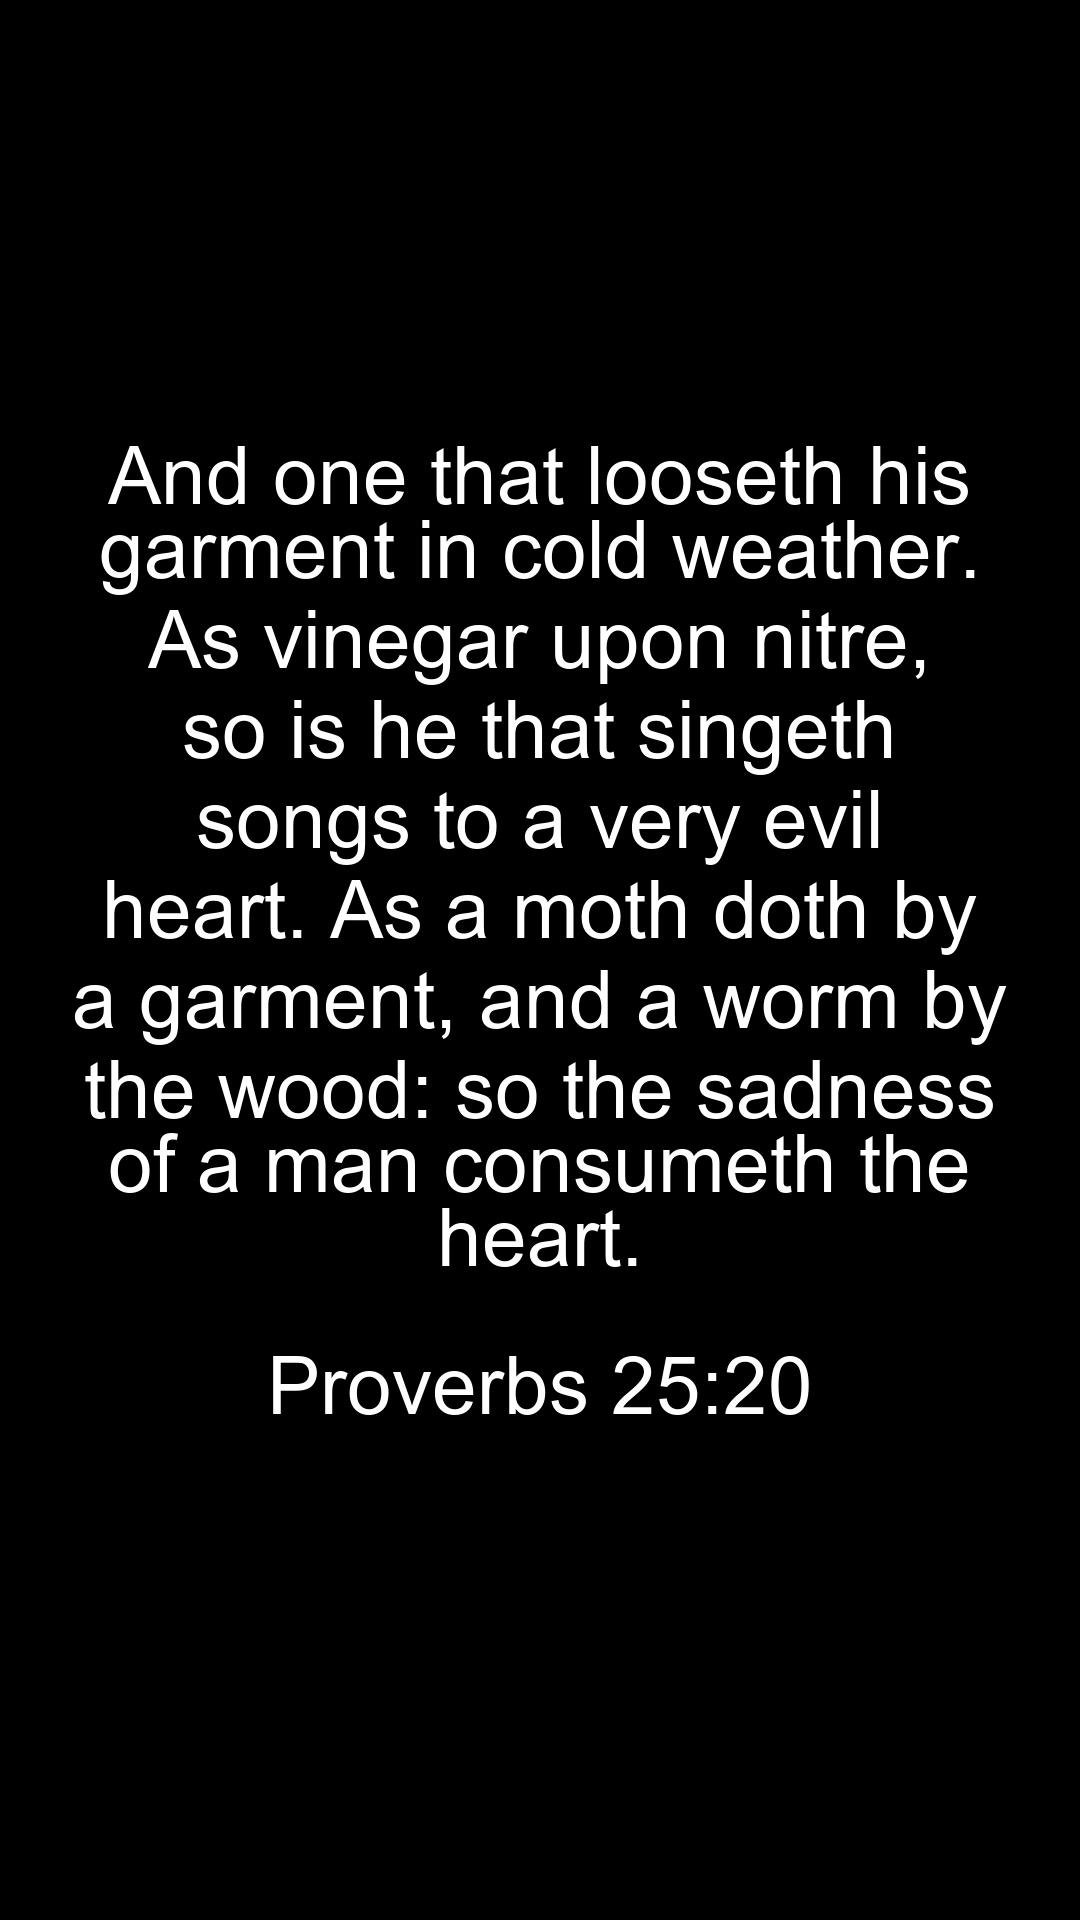 And one that looseth his
garment in cold weather.
As vinegar upon nitre,
so is he that singeth
songs to a very evil
heart. As a moth doth by
a garment, and a worm by
the wood: so the sadness
of a man consumeth the
heart.
Proverbs 25:20